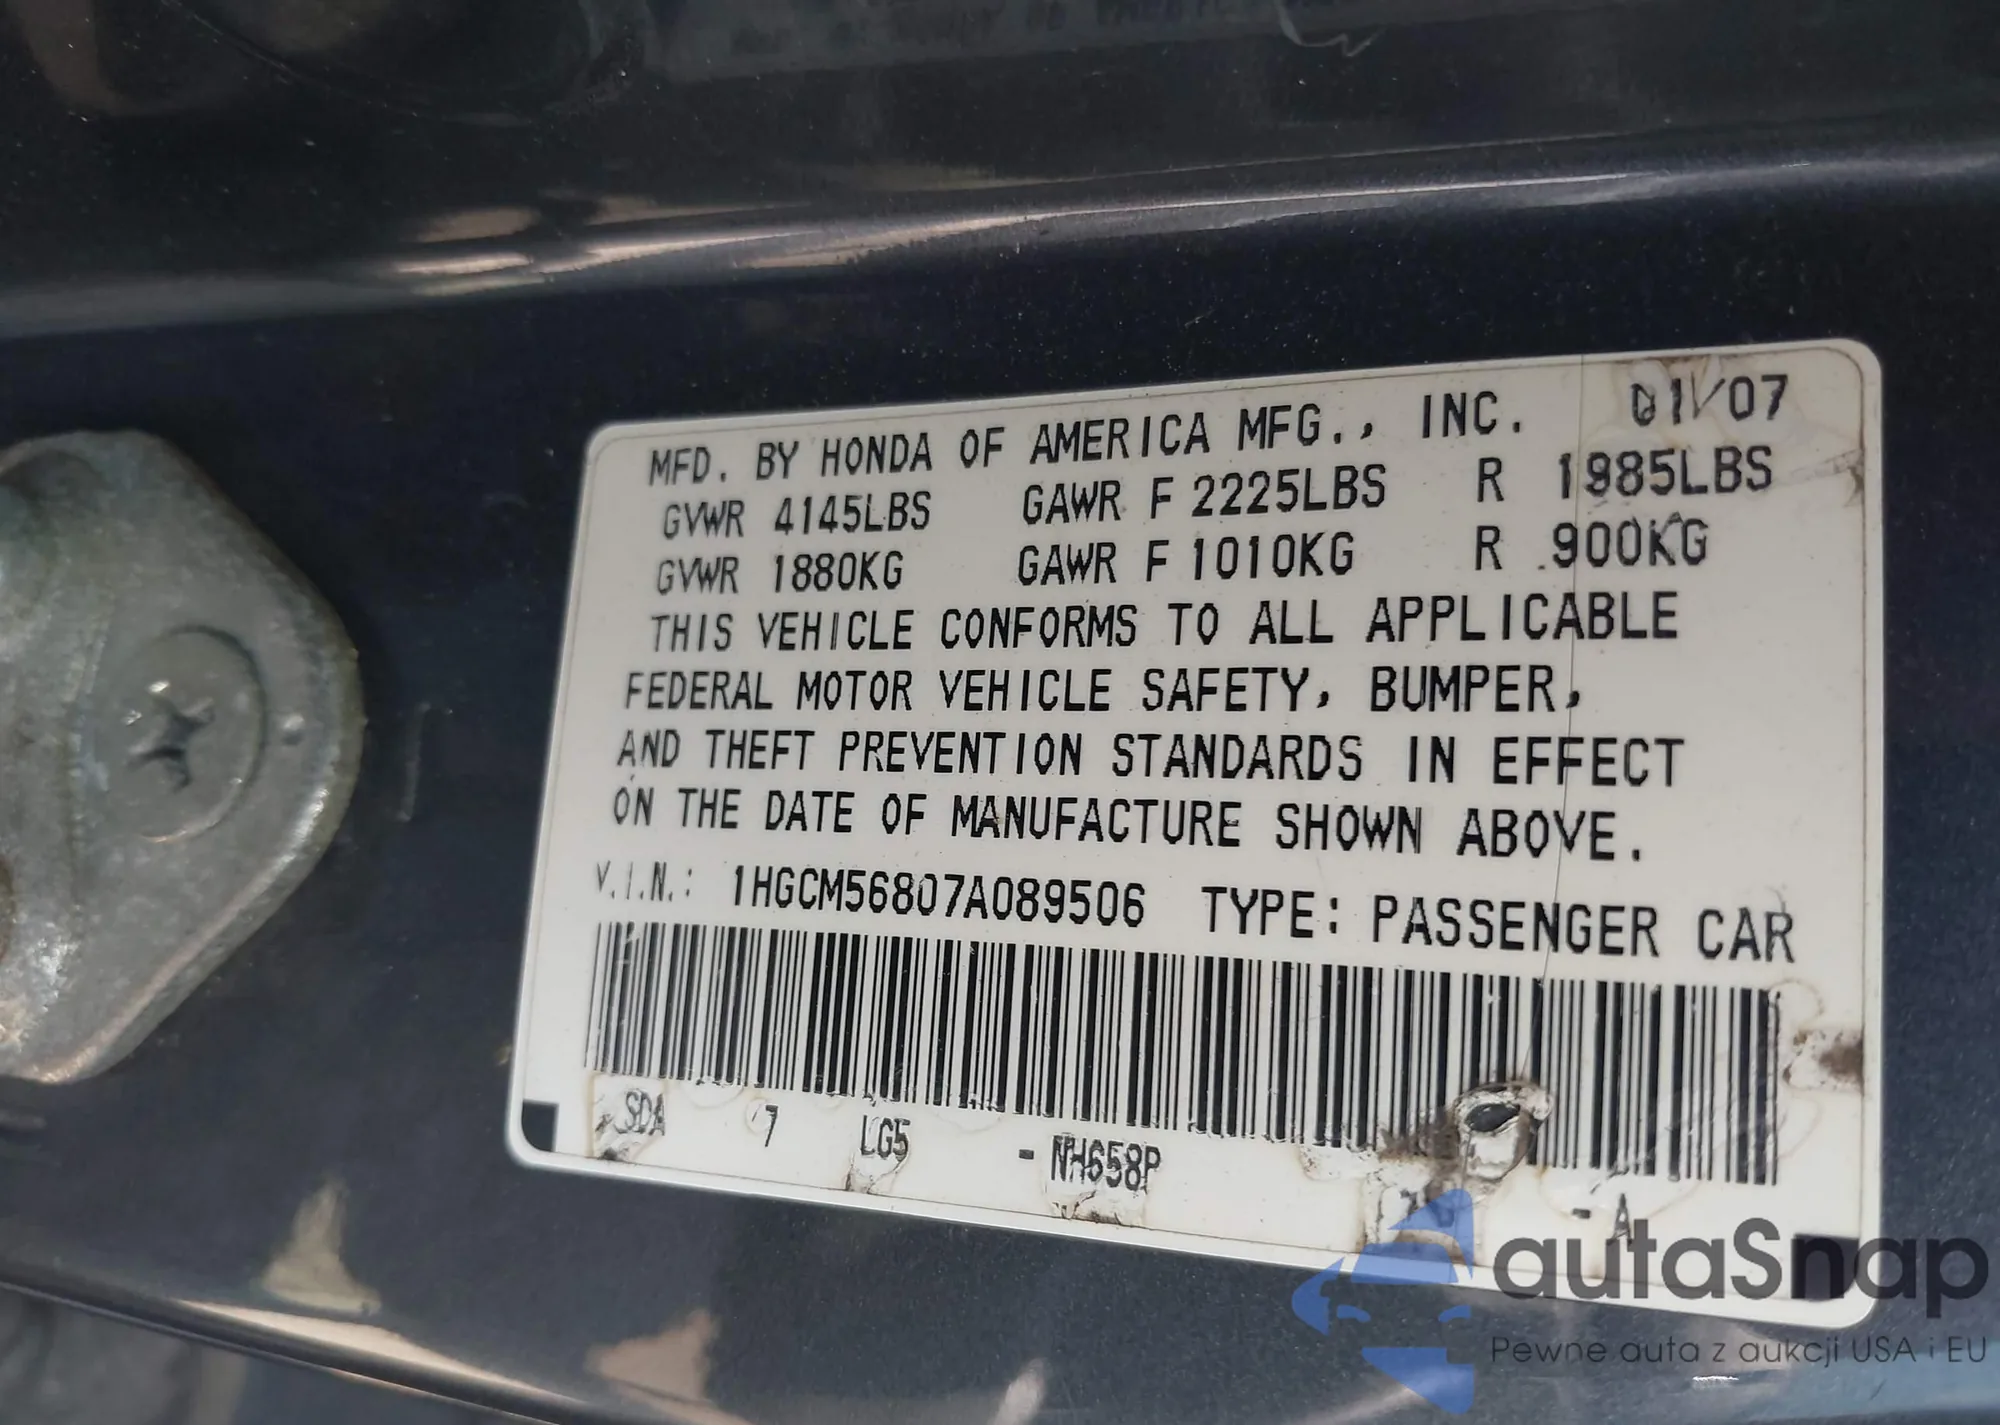 MFD. BY HONDA OF AMERICA MFG., INC. 01/07
GVWR 4145LBS GAWR F 2225LBS R 1985LBS
GVWR 1880KG GAWR F 1010KG R 900KG
THIS VEHICLE CONFORMS TO ALL APPLICABLE
FEDERAL MOTOR VEHICLE SAFETY, BUMPER,
AND THEFT PREVENTION STANDARDS IN EFFECT
ON THE DATE OF MANUFACTURE SHOWN ABOVE.
V.I.N.: 1HGCM56807A089506 TYPE: PASSENGER CAR
SDA 7 LG5 - NH658P - A
autaSnap
Pewne auta z aukcji USA i EU